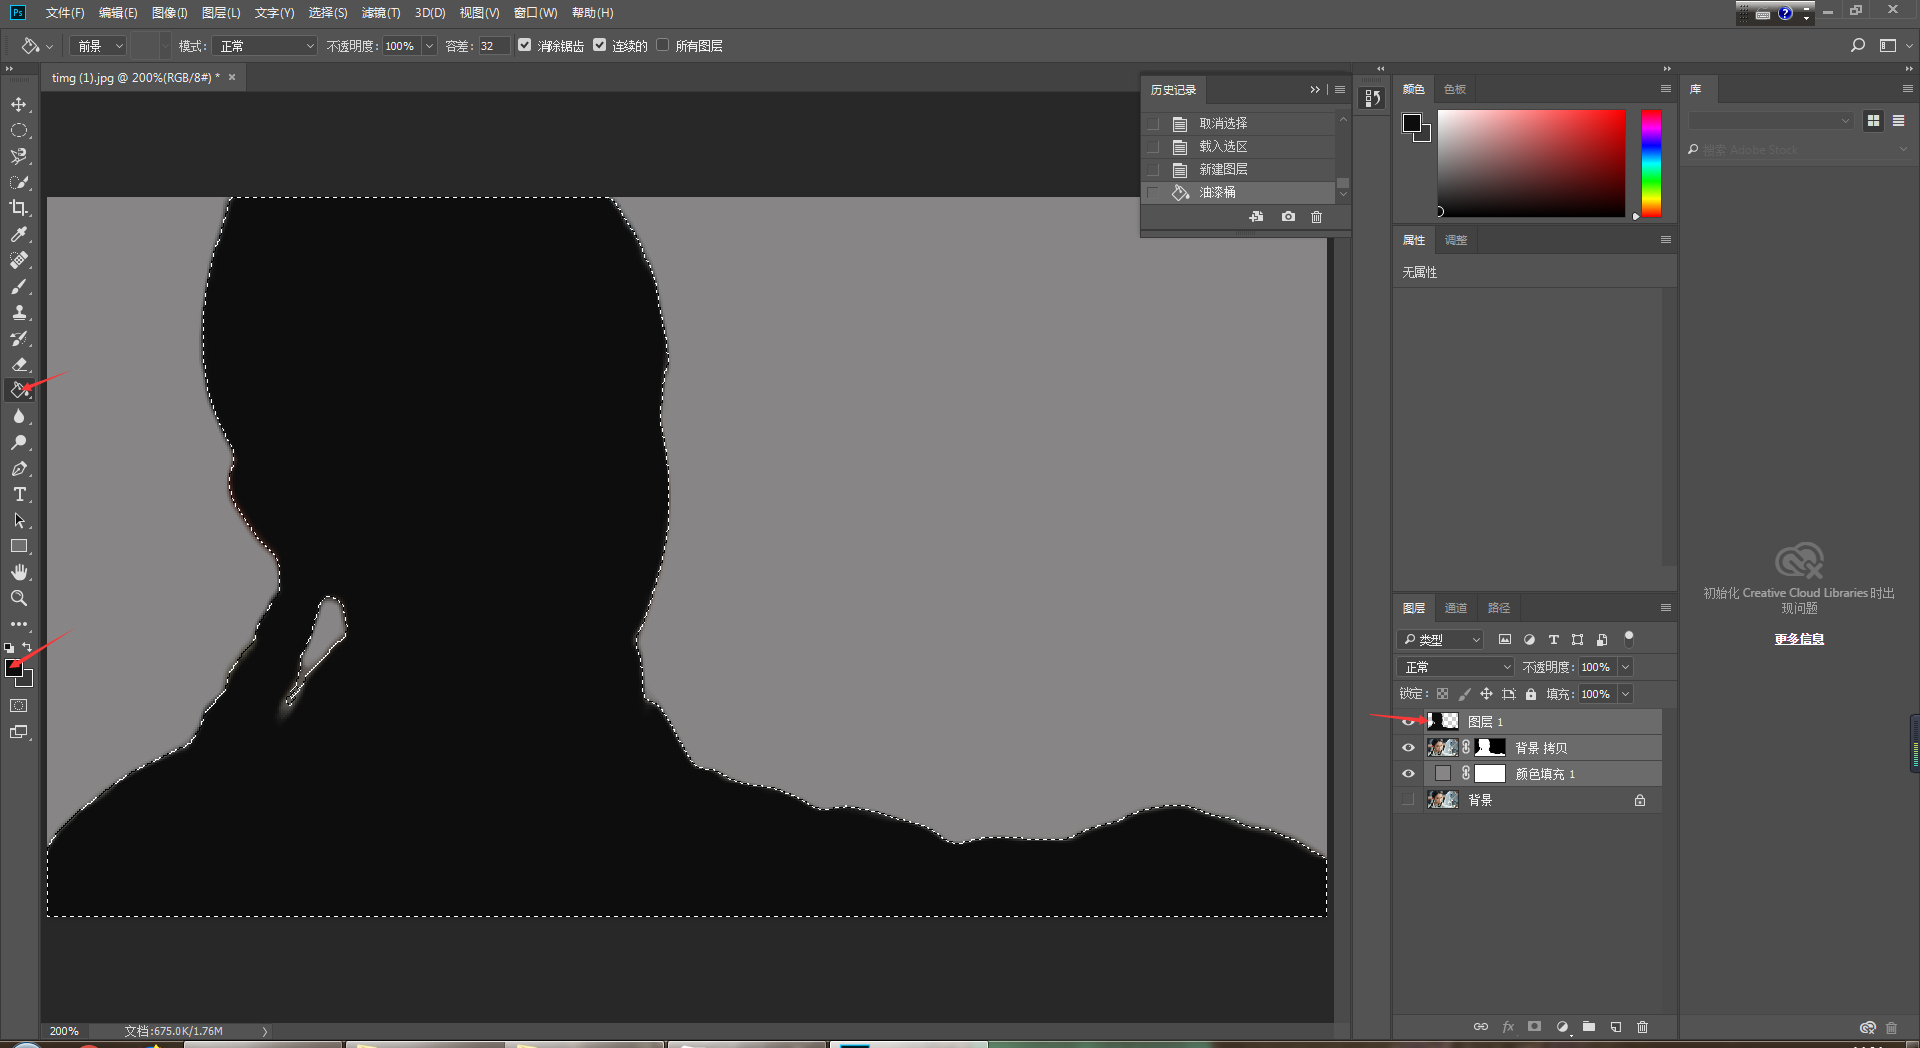 Ps 文件(F) 编辑(E) 图像(I) 图层(L) 文字(Y) 选择(S) 滤镜(T) 3D(D) 视图(V) 窗口(W) 帮助(H)
前景 模式: 正常 不透明度: 100% 容差: 32 消除锯齿 连续的 所有图层
timg (1).jpg @ 200%(RGB/8#) * ×
历史记录
取消选择
载入选区
新建图层
油漆桶
颜色 色板
属性 调整
无属性
图层 通道 路径
类型
正常 不透明度: 100%
锁定: 填充: 100%
图层 1
背景 拷贝
颜色填充 1
背景
fx
库
搜索 Adobe Stock
初始化 Creative Cloud Libraries 时出
现问题
更多信息
200% 文档:675.0K/1.76M